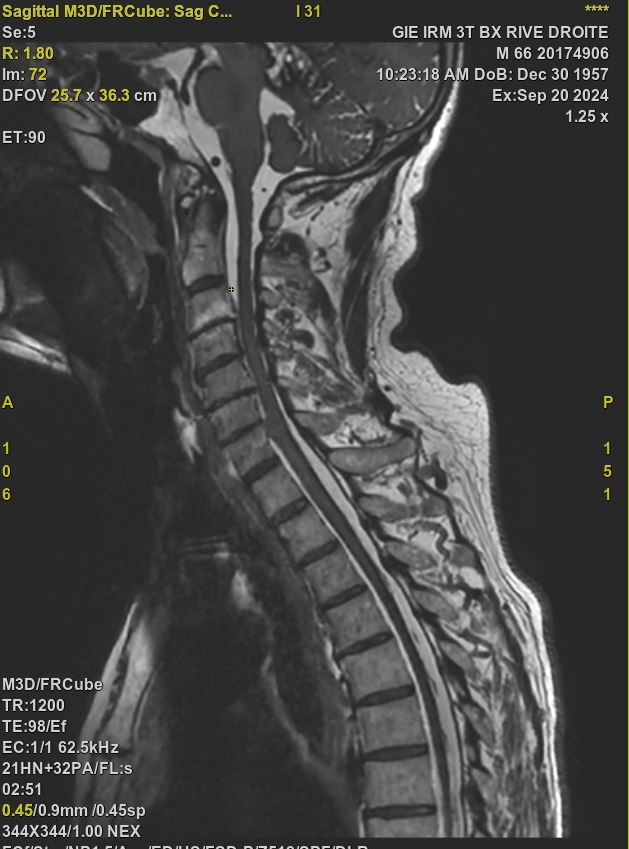 Sagittal M3D/FRCube: Sag C...
I 31
****
Se:5
GIE IRM 3T BX RIVE DROITE
R: 1.80
M 66 20174906
Im: 72
10:23:18 AM DoB: Dec 30 1957
DFOV 25.7 x 36.3 cm
Ex:Sep 20 2024
1.25 x
ET:90
A
P
1
1
0
5
6
1
M3D/FRCube
TR:1200
TE:98/Ef
EC:1/1 62.5kHz
21HN+32PA/FL:s
02:51
0.45/0.9mm /0.45sp
344X344/1.00 NEX